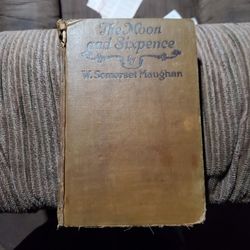 The Moon
and Sixpence
by
W. Somerset Maugham